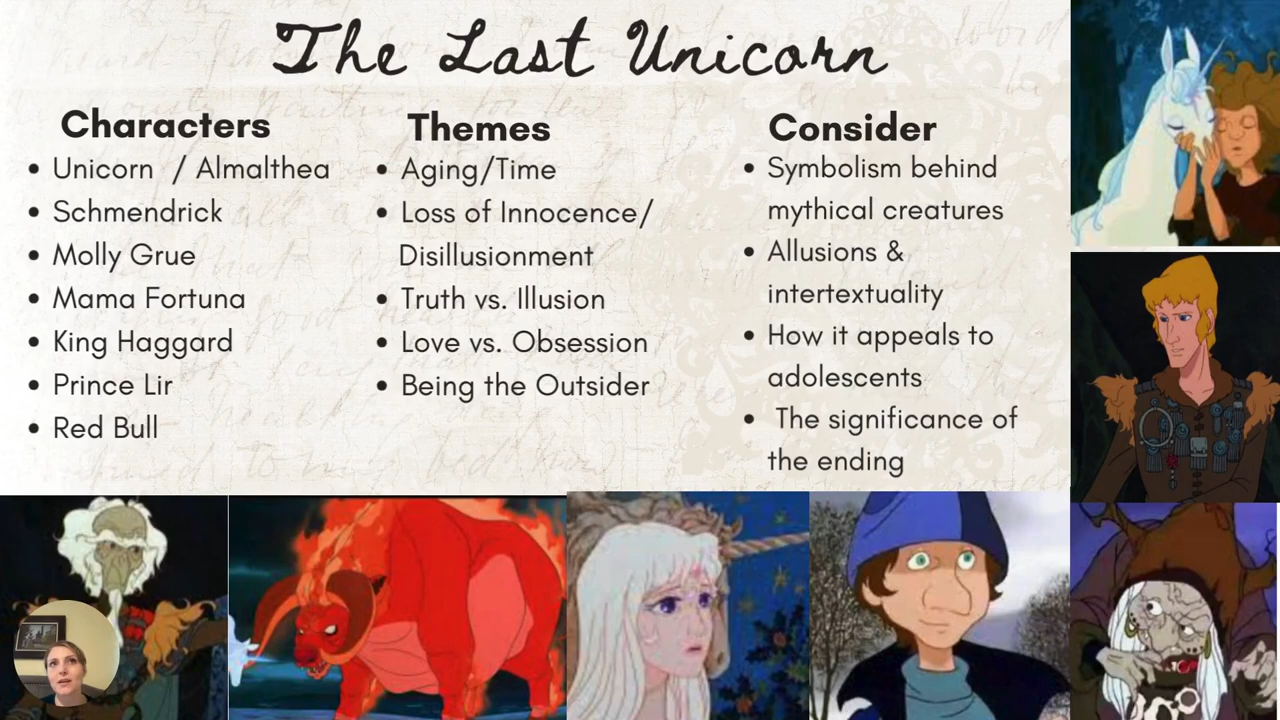 The Last Unicorn
Characters
• Unicorn / Almalthea
• Schmendrick
• Molly Grue
• Mama Fortuna
• King Haggard
• Prince Lir
• Red Bull
Themes
• Aging/Time
• Loss of Innocence/
Disillusionment
• Truth vs. Illusion
• Love vs. Obsession
• Being the Outsider
Consider
• Symbolism behind
mythical creatures
• Allusions &
intertextuality
• How it appeals to
adolescents
• The significance of
the ending